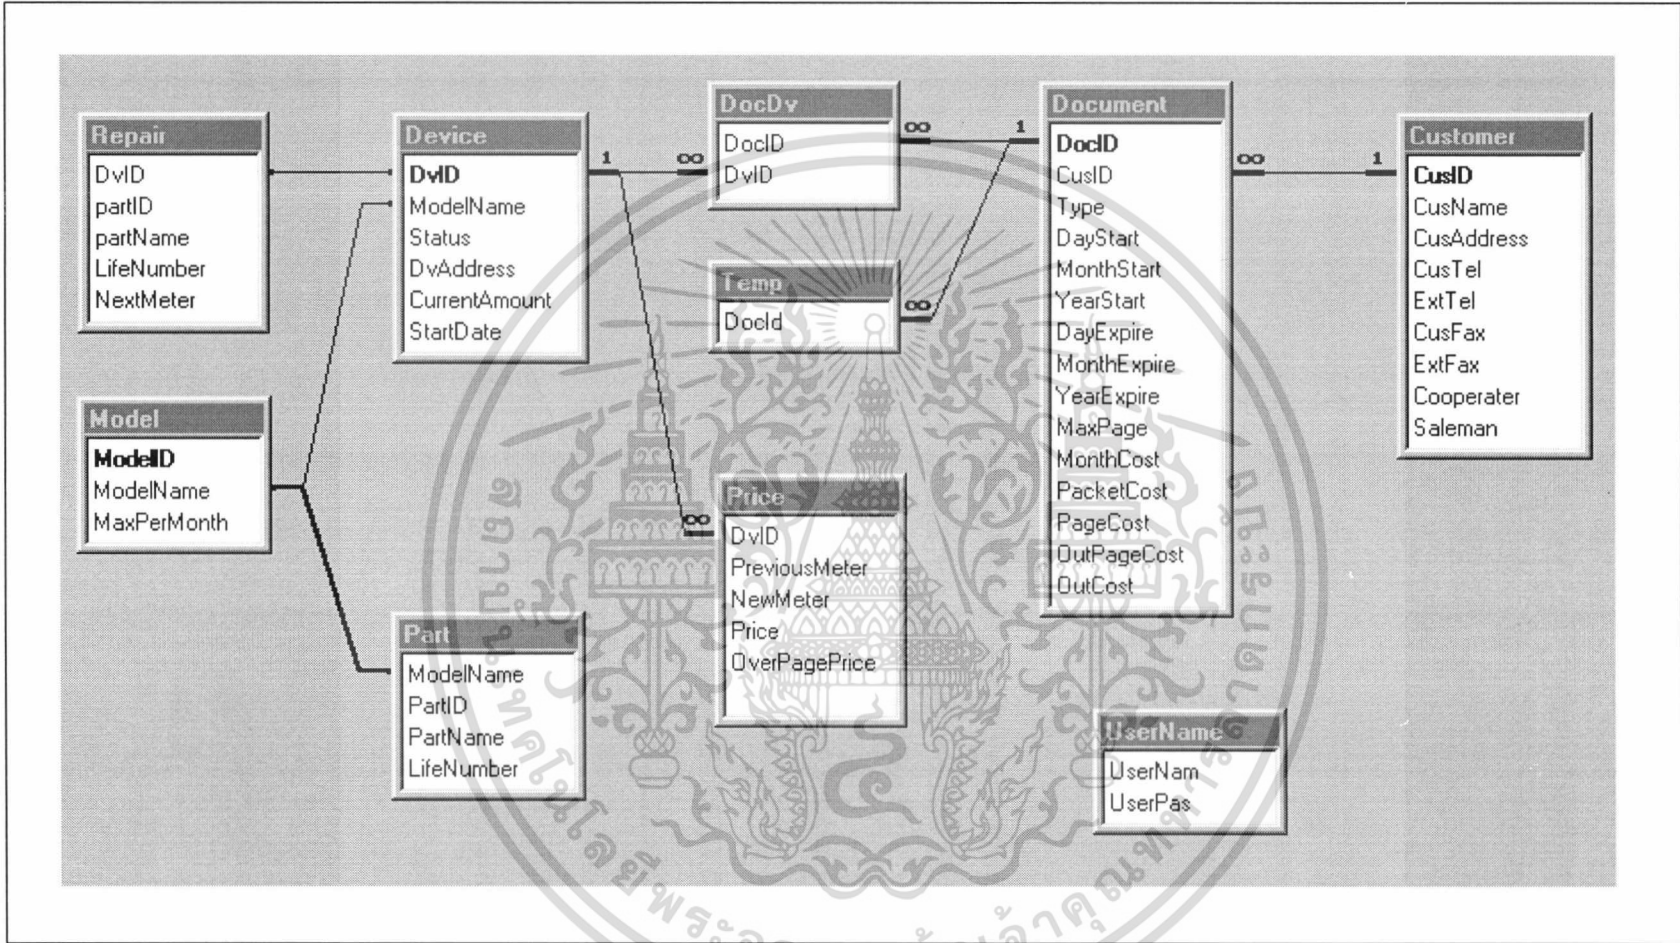 Repair
DvID
partID
partName
LifeNumber
NextMeter
Device
DvID
ModelName
Status
DvAddress
CurrentAmount
StartDate
1
∞
DocDv
DocID
DvID
∞
1
Document
DocID
CusID
Type
DayStart
MonthStart
YearStart
DayExpire
MonthExpire
YearExpire
MaxPage
MonthCost
PacketCost
PageCost
OutPageCost
OutCost
∞
1
Customer
CusID
CusName
CusAddress
CusTel
ExtTel
CusFax
ExtFax
Cooperater
Saleman
Temp
DocId
∞
Model
ModelID
ModelName
MaxPerMonth
∞
Price
DvID
PreviousMeter
NewMeter
Price
OverPagePrice
Part
ModelName
PartID
PartName
LifeNumber
UserName
UserNam
UserPas